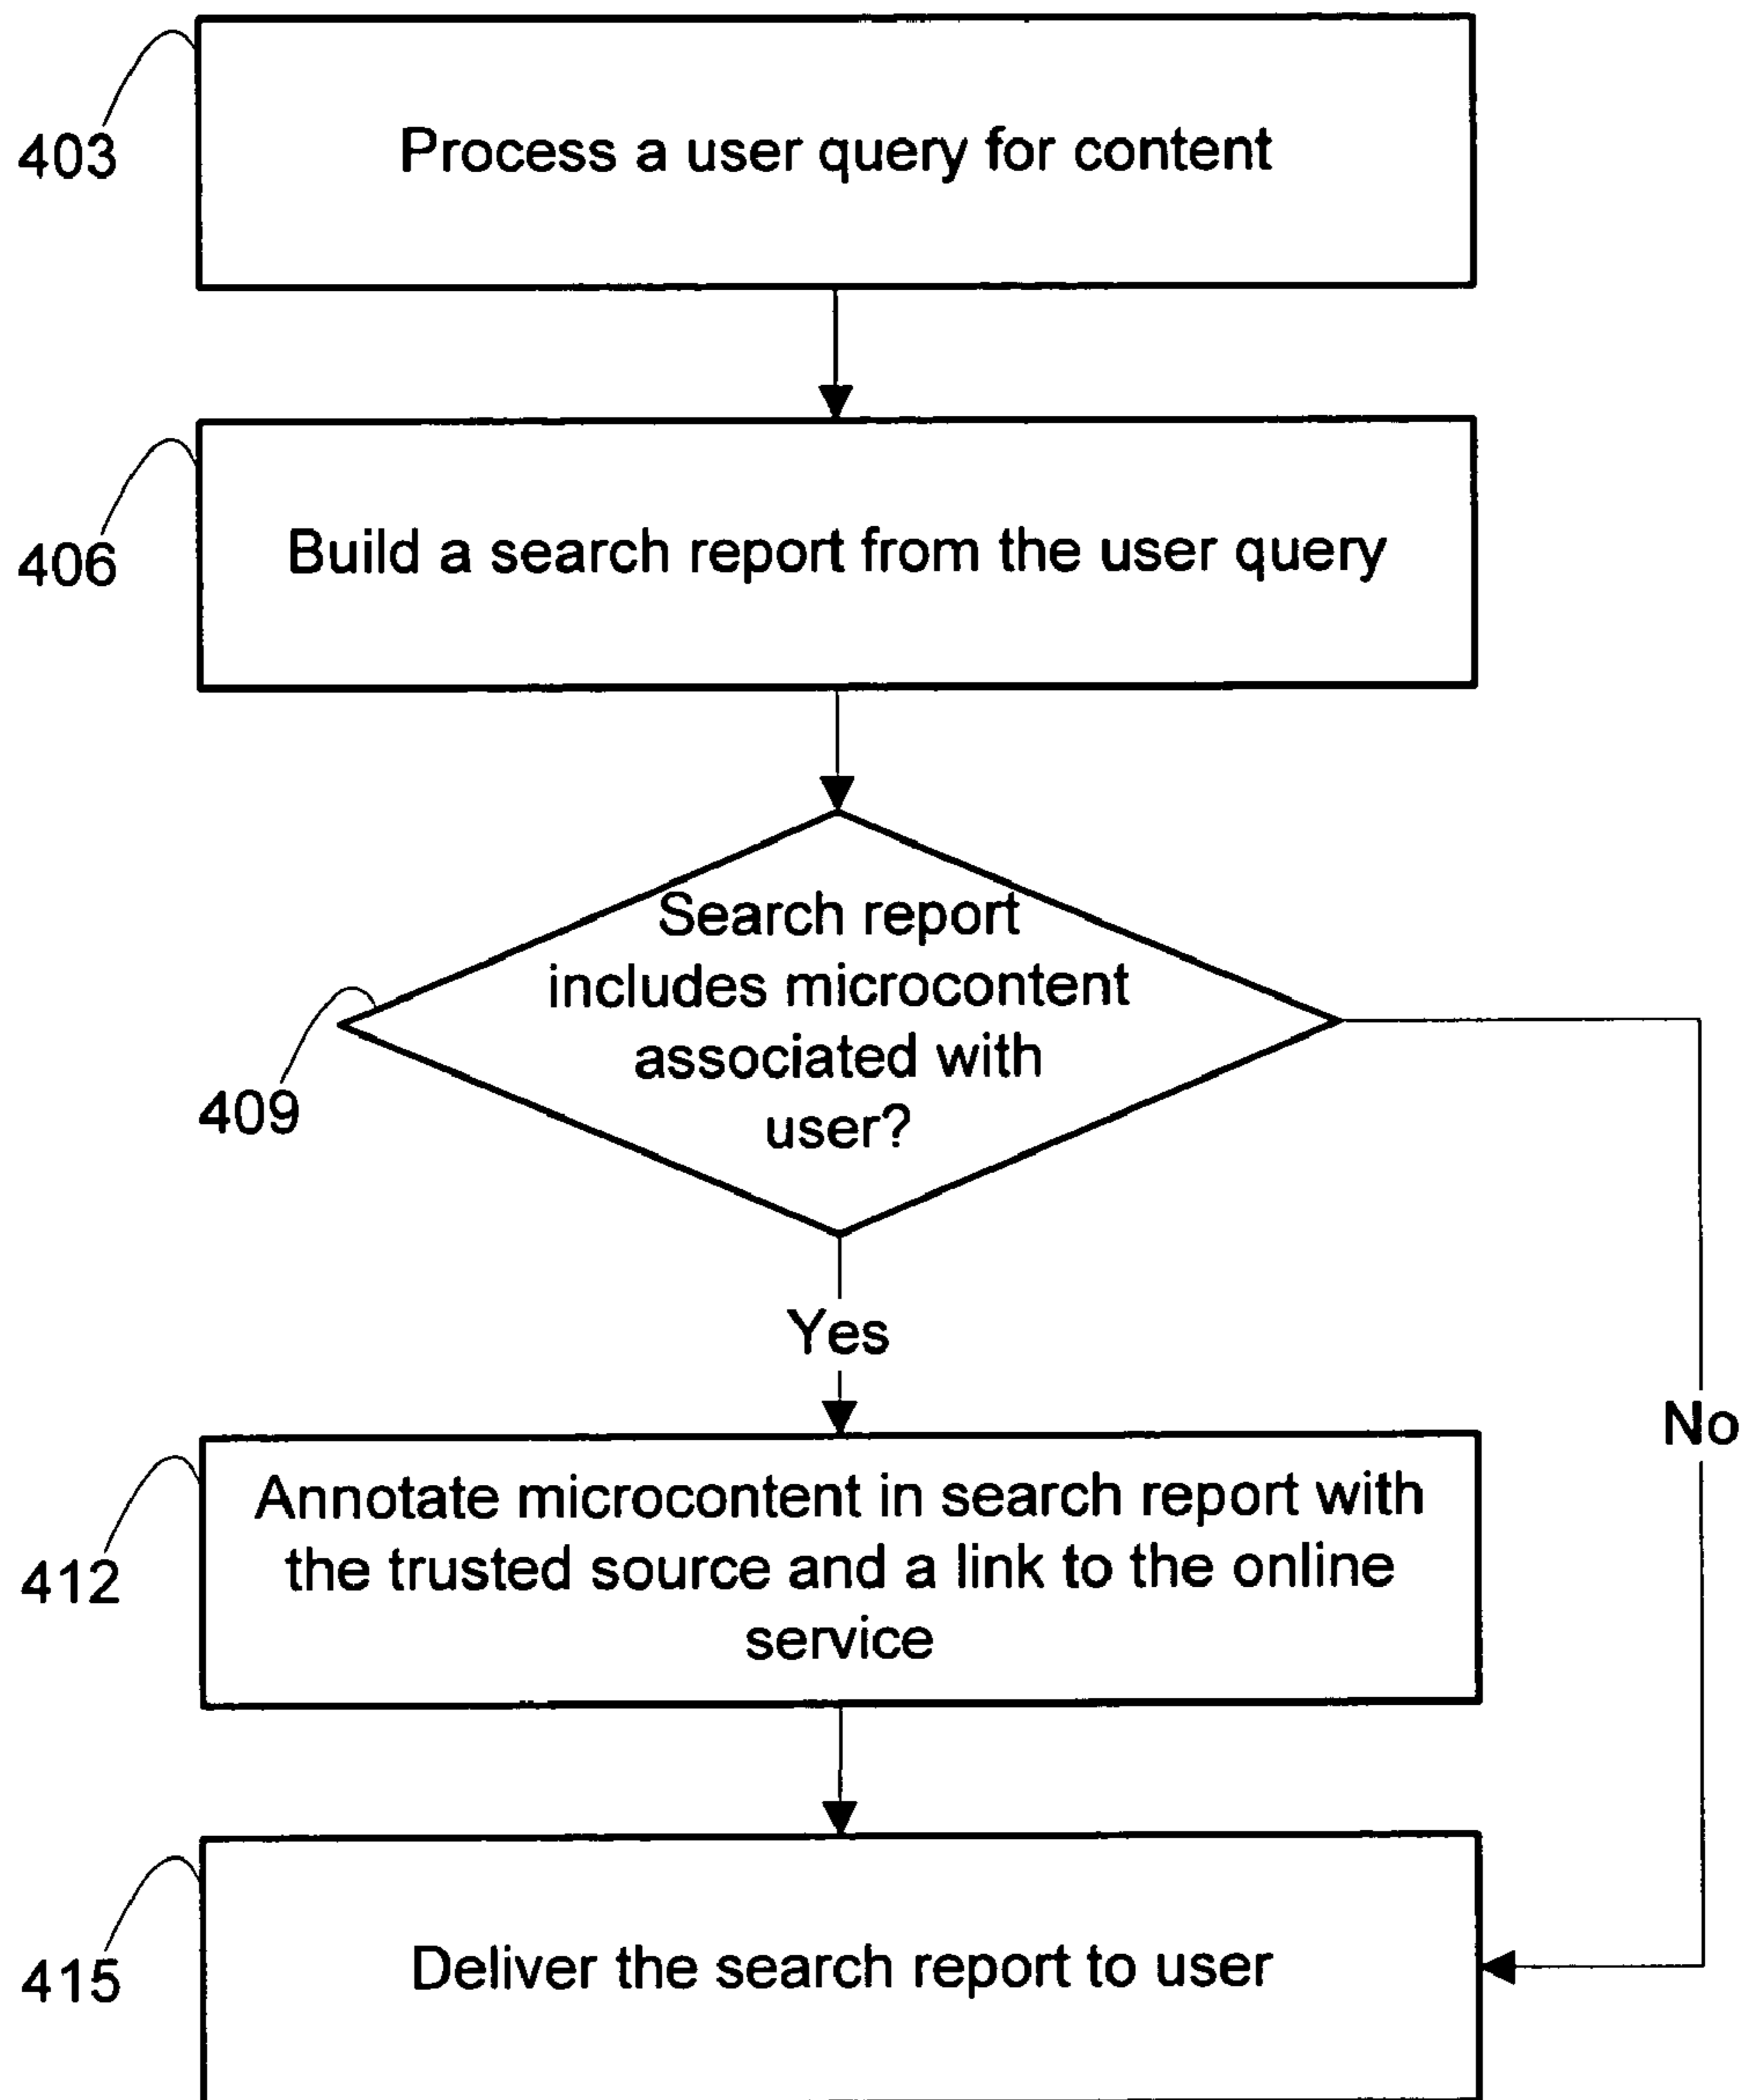 403
Process a user query for content
406
Build a search report from the user query
Search report
includes microcontent
associated with
user?
409
Yes
No
Annotate microcontent in search report with
the trusted source and a link to the online
service
412
Deliver the search report to user
415